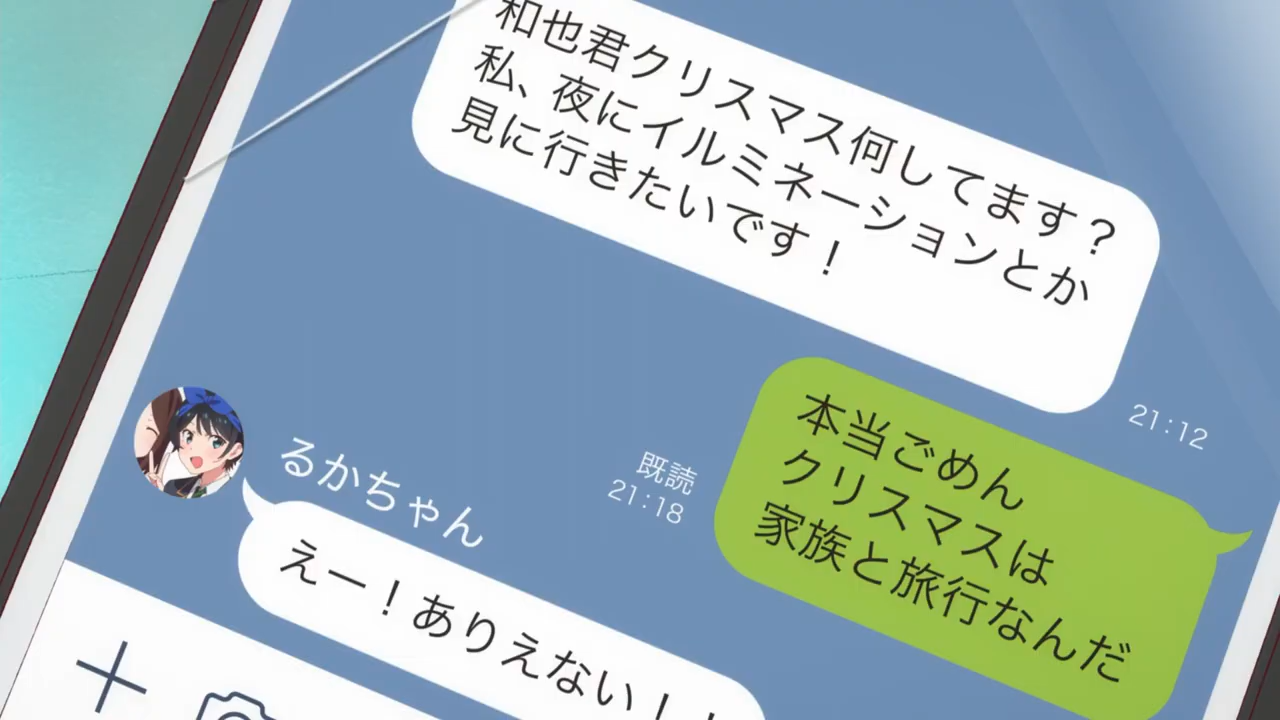 和也君クリスマス何してます？
私、夜にイルミネーションとか
見に行きたいです！
21:12
本当ごめん
クリスマスは
家族と旅行なんだ
既読
21:18
るかちゃん
えー！ありえない！！